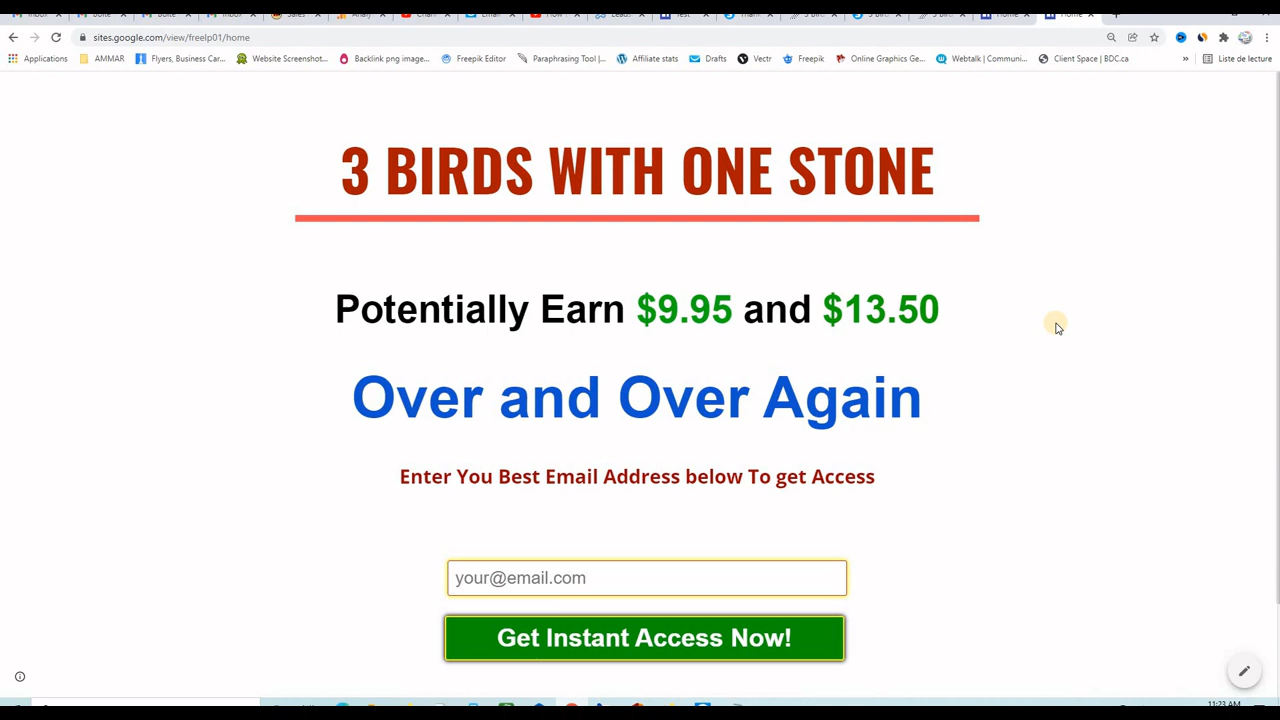 sites.google.com/view/freelp01/home
Applications AMMAR Flyers, Business Car... Website Screenshot... Backlink png image... Freepik Editor Paraphrasing Tool |... Affiliate stats Drafts Vectr Freepik Online Graphics Ge... Webtalk | Communi... Client Space | BDC.ca » Liste de lecture
3 BIRDS WITH ONE STONE
Potentially Earn $9.95 and $13.50
Over and Over Again
Enter You Best Email Address below To get Access
your@email.com
Get Instant Access Now!
11:23 AM